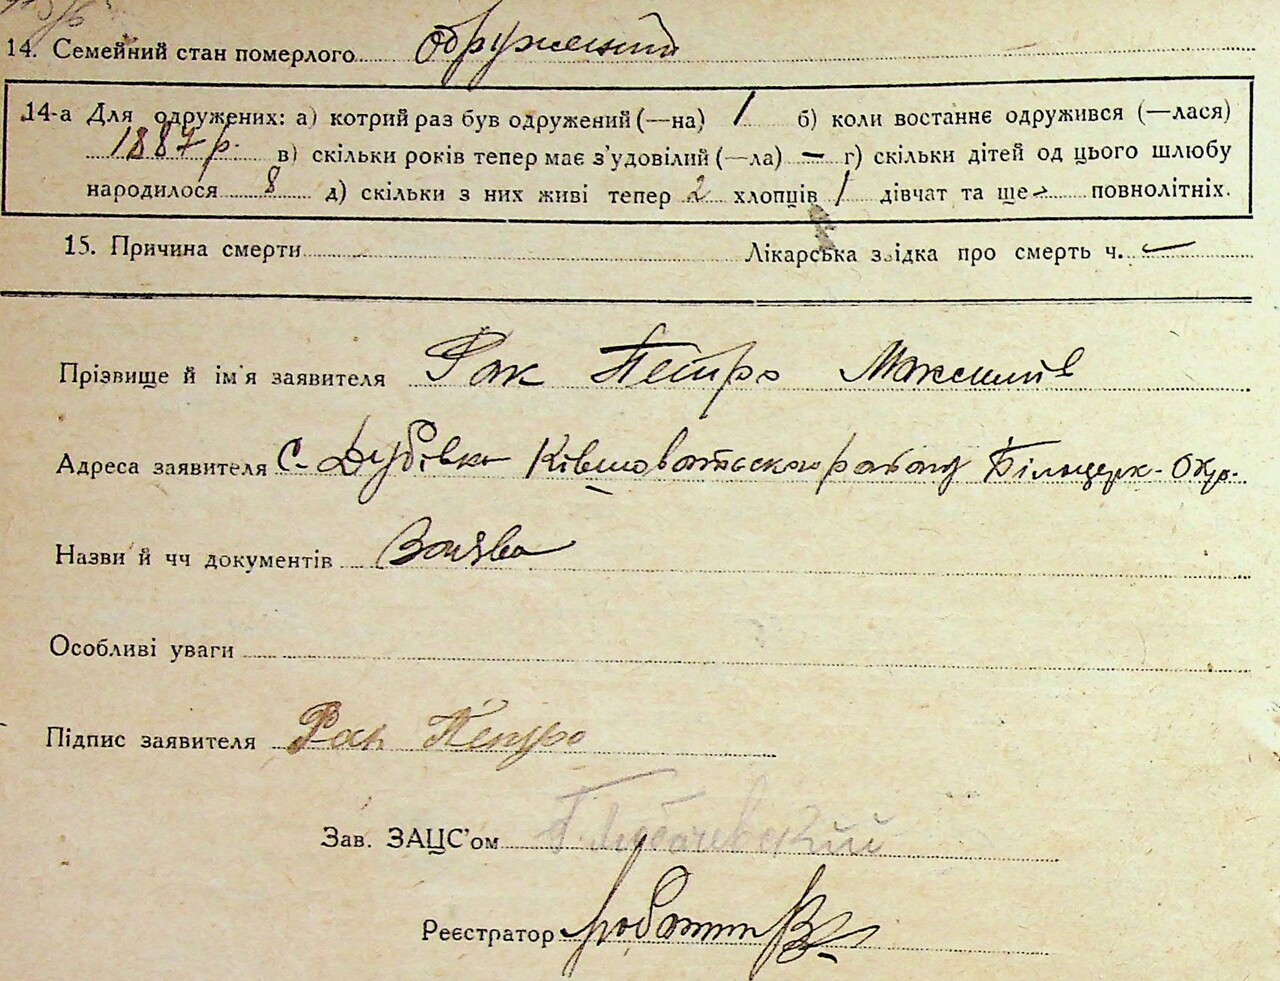 14. Семейний стан померлого обружений
14-а Для одружених: а) котрий раз був одружений (—на) 1 б) коли востаннє одружився (—лася)
1887 р. в) скільки років тепер має з'удовілий (—ла) — г) скільки дітей од цього шлюбу
народилося 8 д) скільки з них живі тепер 2 хлопців 1 дівчат та ще — повнолітніх.
15. Причина смерти Лікарська звідка про смерть ч. —
Прізвище й ім'я заявителя Рак Петро Максимів
Адреса заявителя С. Дубівка Ківшоватського району Білоцерк. Окр.
Назви й чч документів Заява
Особливі уваги
Підпис заявителя Рак Петро
Зав. ЗАЦС'ом
Реєстратор